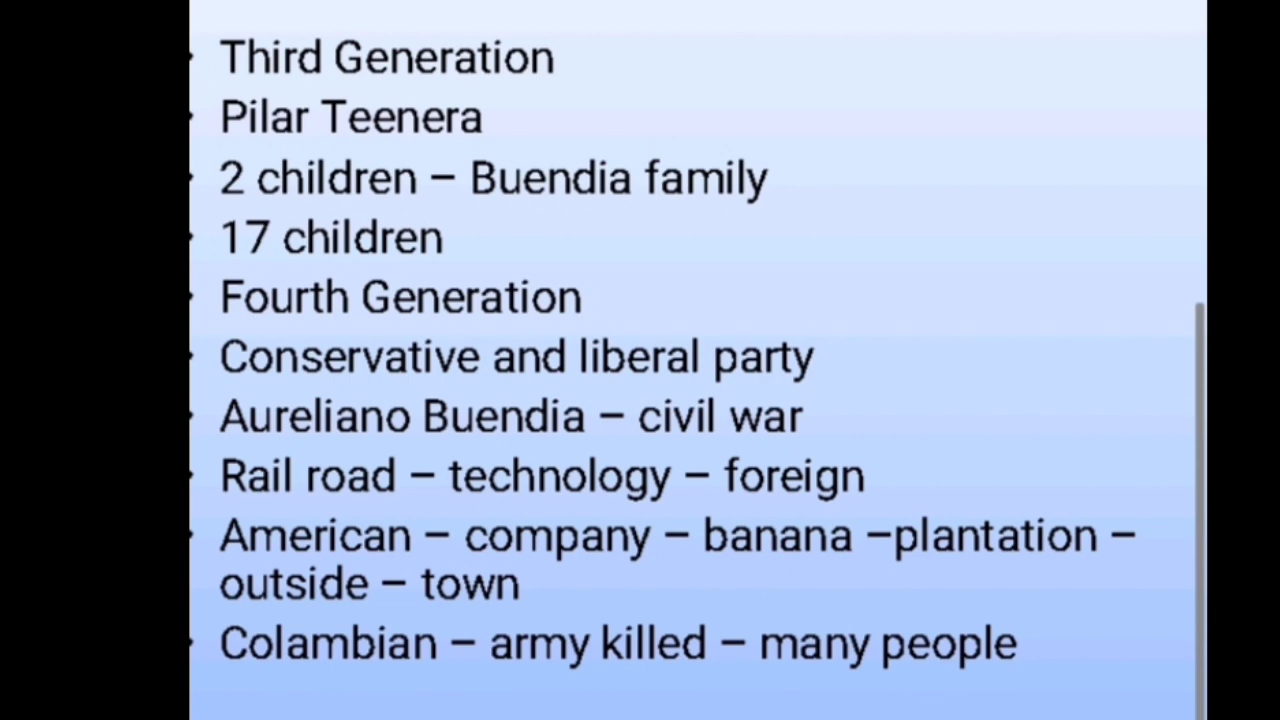 Third Generation
Pilar Teenera
2 children – Buendia family
17 children
Fourth Generation
Conservative and liberal party
Aureliano Buendia – civil war
Rail road – technology – foreign
American – company – banana –plantation –
outside – town
Colambian – army killed – many people